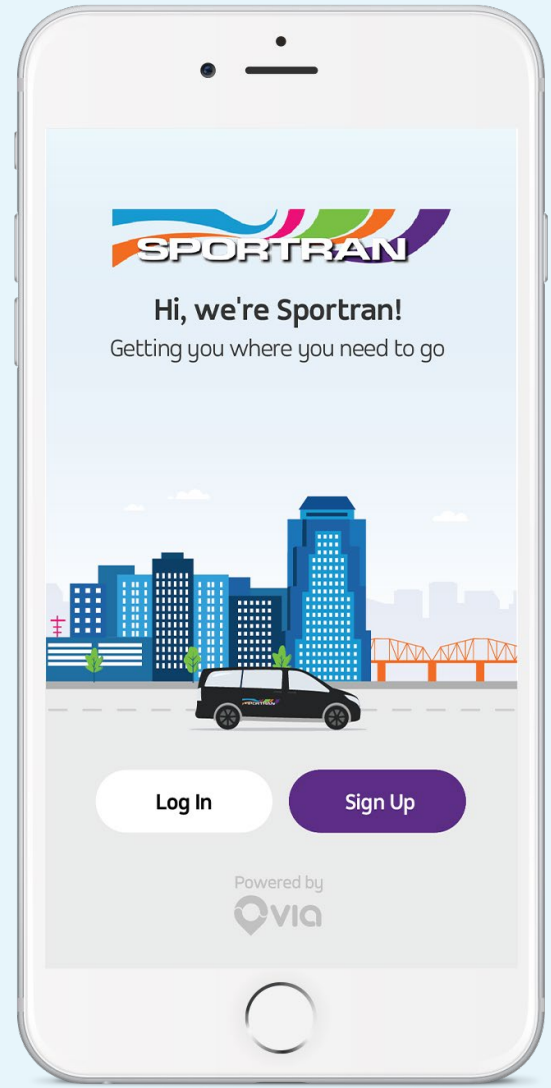 SPORTRAN
Hi, we're Sportran!
Getting you where you need to go
SPORTRAN
Log In
Sign Up
Powered by
via